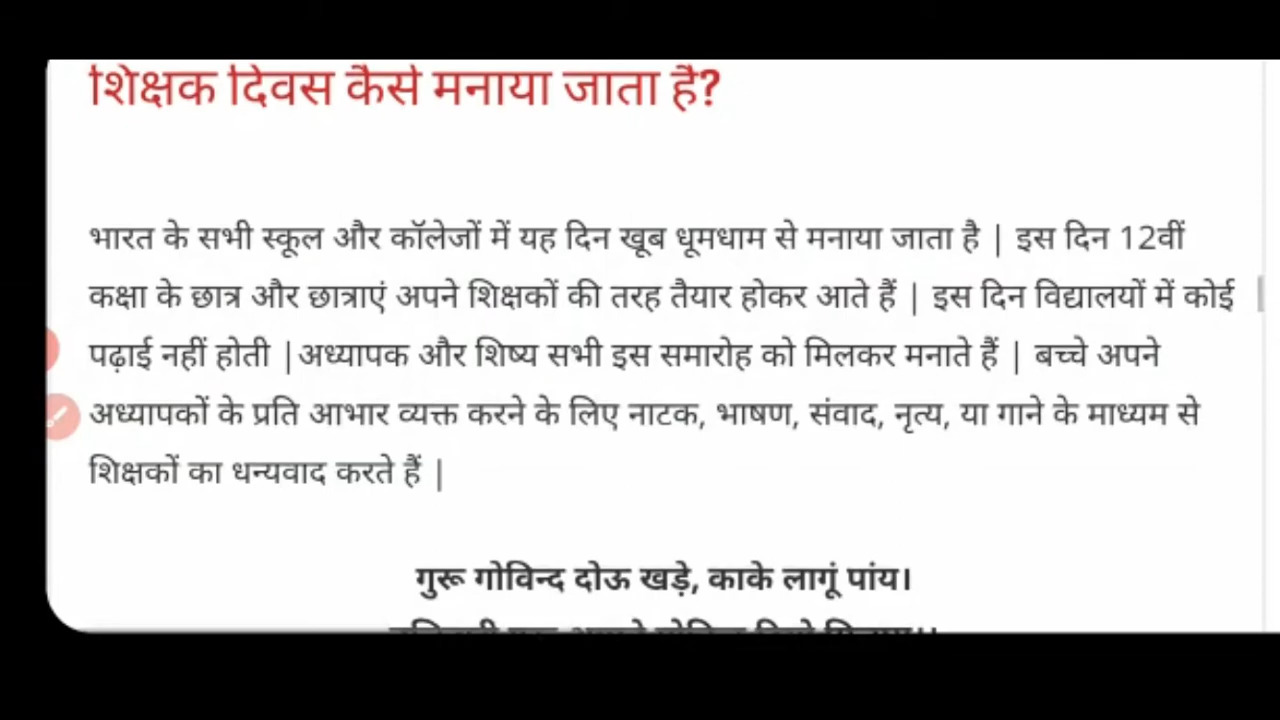 शिक्षक दिवस कैसे मनाया जाता है?
भारत के सभी स्कूल और कॉलेजों में यह दिन खूब धूमधाम से मनाया जाता है | इस दिन 12वीं
कक्षा के छात्र और छात्राएं अपने शिक्षकों की तरह तैयार होकर आते हैं | इस दिन विद्यालयों में कोई
पढ़ाई नहीं होती |अध्यापक और शिष्य सभी इस समारोह को मिलकर मनाते हैं | बच्चे अपने
अध्यापकों के प्रति आभार व्यक्त करने के लिए नाटक, भाषण, संवाद, नृत्य, या गाने के माध्यम से
शिक्षकों का धन्यवाद करते हैं |
गुरू गोविन्द दोऊ खड़े, काके लागूं पांय।